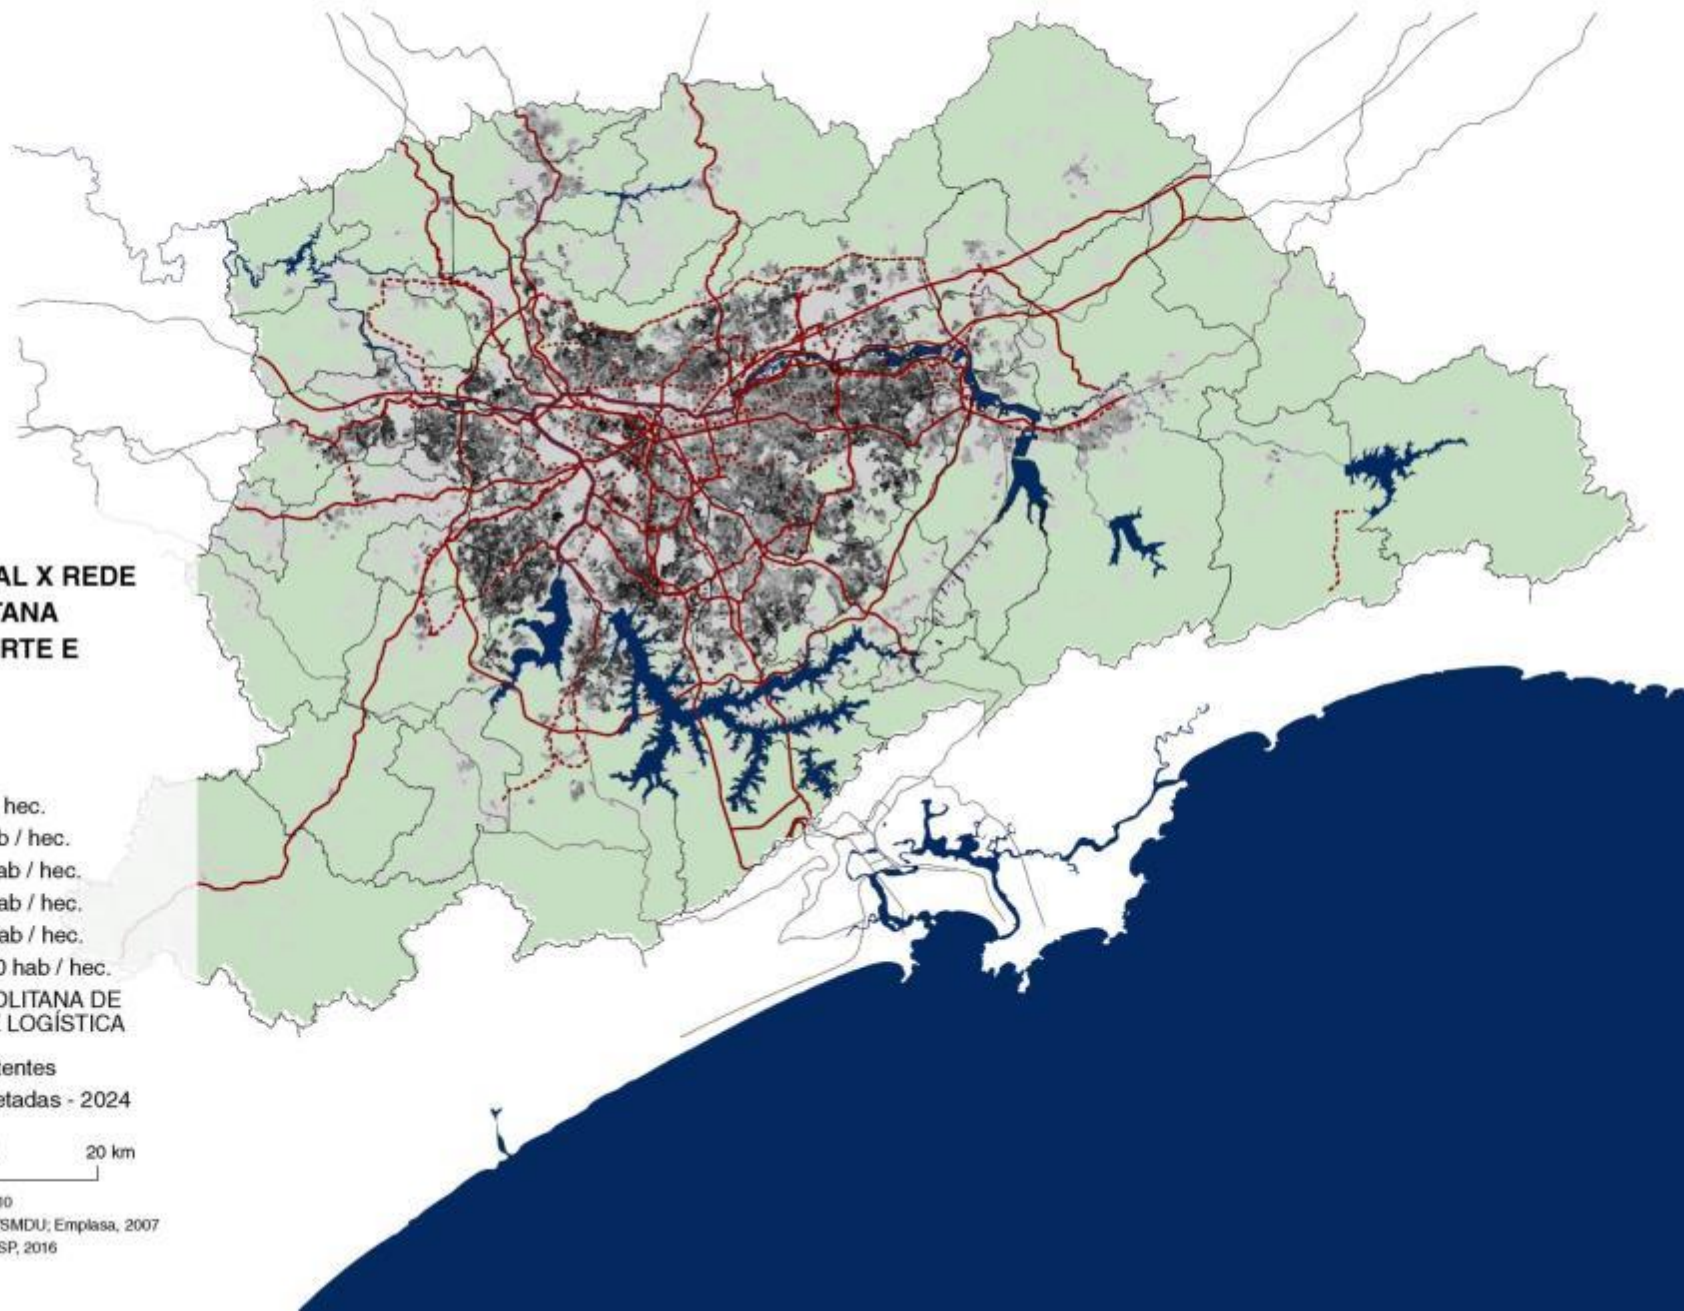 AL X REDE
TANA
RTE E
hec.
b / hec.
ab / hec.
ab / hec.
ab / hec.
0 hab / hec.
OLITANA DE
E LOGÍSTICA
tentes
etadas - 2024
20 km
10
/SMDU; Emplasa, 2007
SP, 2016